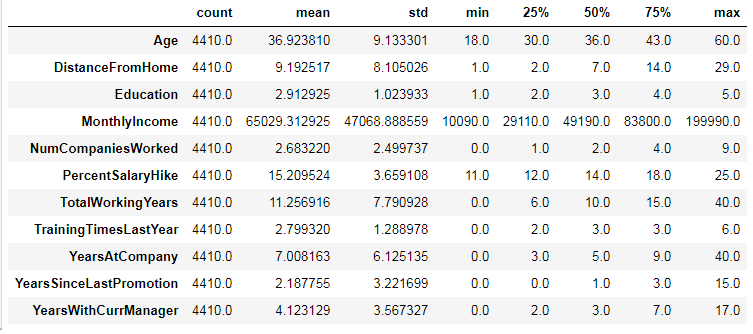 count mean std min 25% 50% 75% max
Age 4410.0 36.923810 9.133301 18.0 30.0 36.0 43.0 60.0
DistanceFromHome 4410.0 9.192517 8.105026 1.0 2.0 7.0 14.0 29.0
Education 4410.0 2.912925 1.023933 1.0 2.0 3.0 4.0 5.0
MonthlyIncome 4410.0 65029.312925 47068.888559 10090.0 29110.0 49190.0 83800.0 199990.0
NumCompaniesWorked 4410.0 2.683220 2.499737 0.0 1.0 2.0 4.0 9.0
PercentSalaryHike 4410.0 15.209524 3.659108 11.0 12.0 14.0 18.0 25.0
TotalWorkingYears 4410.0 11.256916 7.790928 0.0 6.0 10.0 15.0 40.0
TrainingTimesLastYear 4410.0 2.799320 1.288978 0.0 2.0 3.0 3.0 6.0
YearsAtCompany 4410.0 7.008163 6.125135 0.0 3.0 5.0 9.0 40.0
YearsSinceLastPromotion 4410.0 2.187755 3.221699 0.0 0.0 1.0 3.0 15.0
YearsWithCurrManager 4410.0 4.123129 3.567327 0.0 2.0 3.0 7.0 17.0